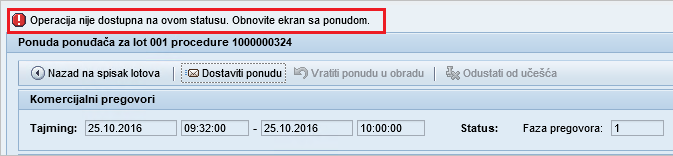 Operacija nije dostupna na ovom statusu. Obnovite ekran sa ponudom.
Ponuda ponuđača za lot 001 procedure 1000000324
Nazad na spisak lotova Dostaviti ponudu Vratiti ponudu u obradu Odustati od učešća
Komercijalni pregovori
Tajming: 25.10.2016 09:32:00 - 25.10.2016 10:00:00 Status: Faza pregovora: 1